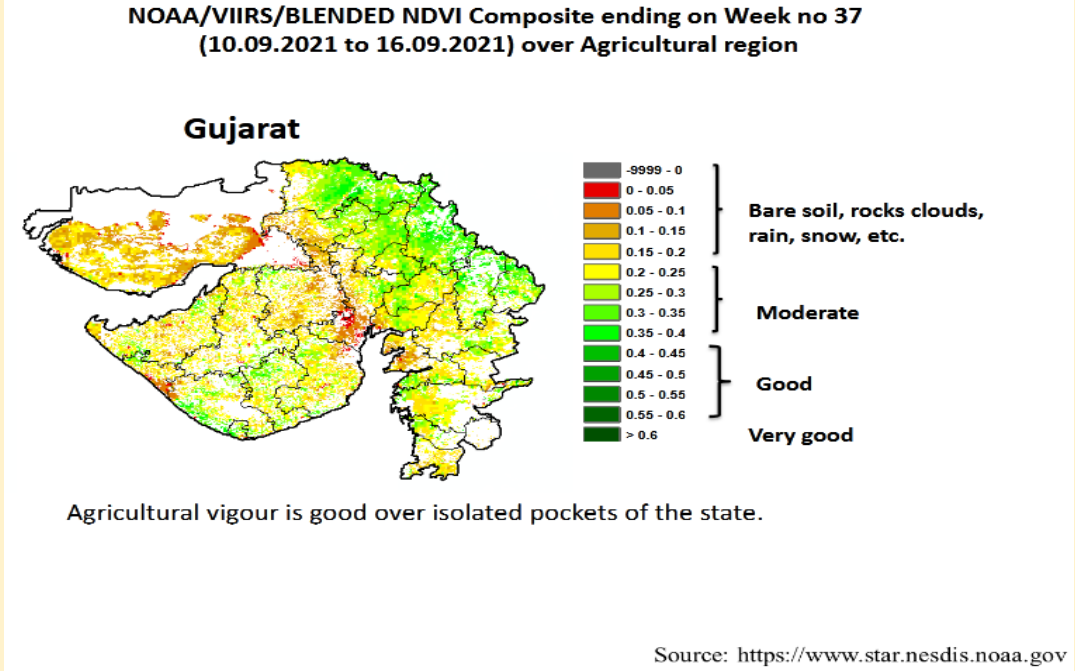 NOAA/VIIRS/BLENDED NDVI Composite ending on Week no 37
(10.09.2021 to 16.09.2021) over Agricultural region
Gujarat
-9999 - 0
0 - 0.05
0.05 - 0.1
0.1 - 0.15
0.15 - 0.2
0.2 - 0.25
0.25 - 0.3
0.3 - 0.35
0.35 - 0.4
0.4 - 0.45
0.45 - 0.5
0.5 - 0.55
0.55 - 0.6
> 0.6
Bare soil, rocks clouds,
rain, snow, etc.
Moderate
Good
Very good
Agricultural vigour is good over isolated pockets of the state.
Source: https://www.star.nesdis.noaa.gov